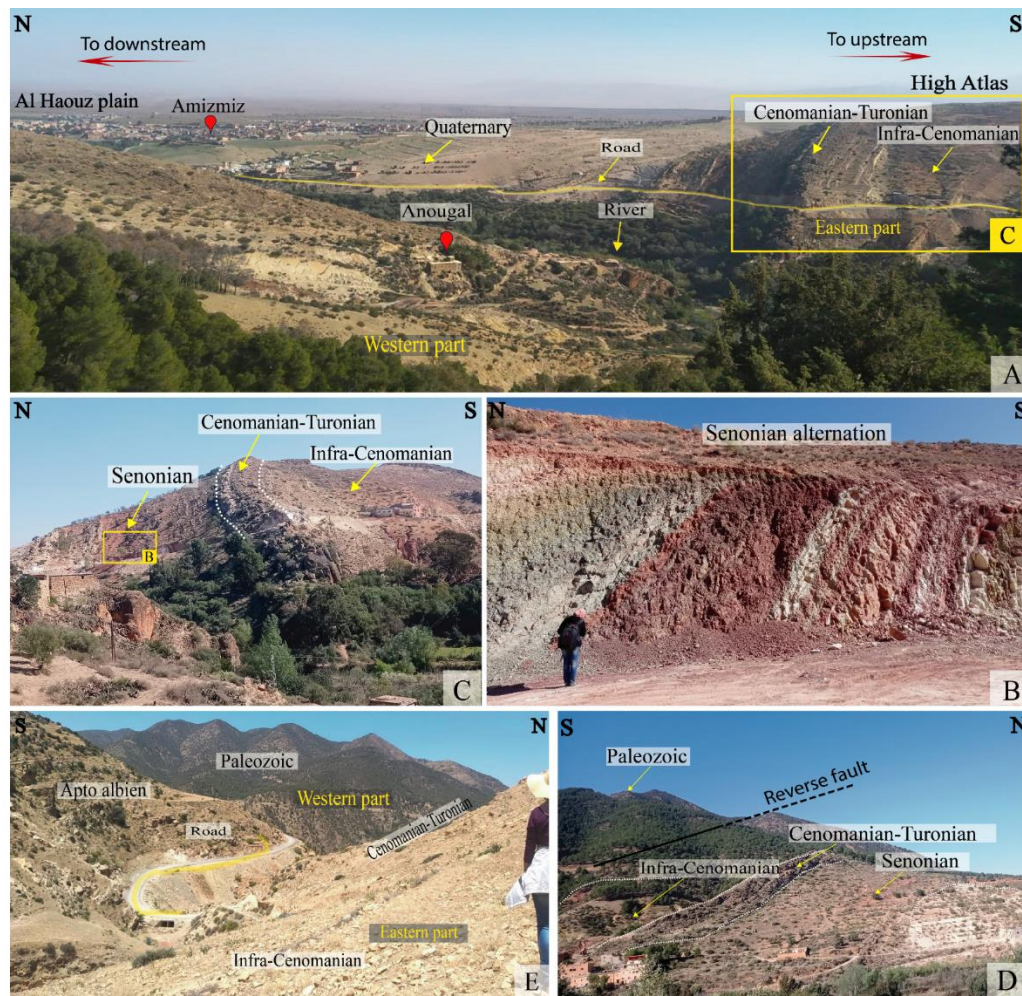 N
S
To downstream
To upstream
Al Haouz plain
Amizmiz
High Atlas
Quaternary
Cenomanian-Turonian
Infra-Cenomanian
Road
Anougal
River
Eastern part
C
Western part
A
N
S
Cenomanian-Turonian
Infra-Cenomanian
Senonian
B
C
N
S
Senonian alternation
B
S
N
Paleozoic
Apto albien
Western part
Road
Cenomanian-Turonian
Eastern part
Infra-Cenomanian
E
S
N
Paleozoic
Reverse fault
Cenomanian-Turonian
Infra-Cenomanian
Senonian
D